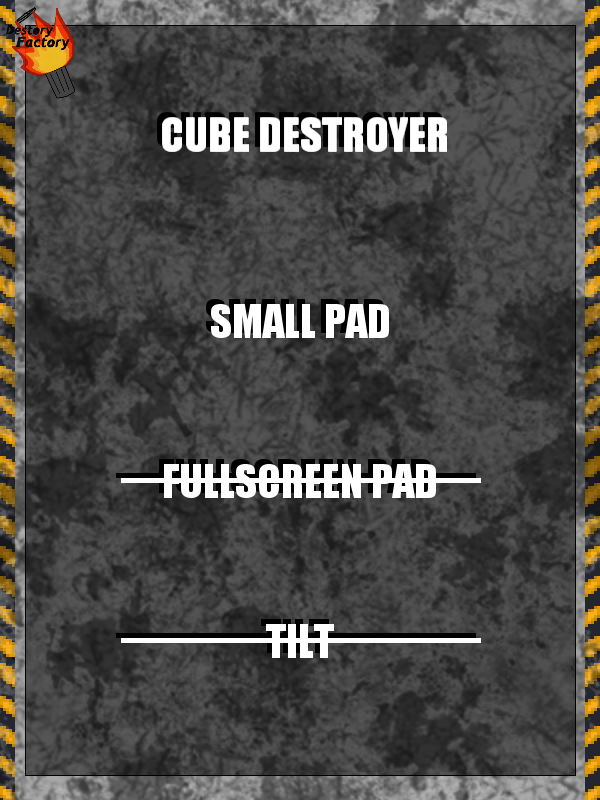 Destory
Factory
CUBE DESTROYER
SMALL PAD
FULLSCREEN PAD
TILT